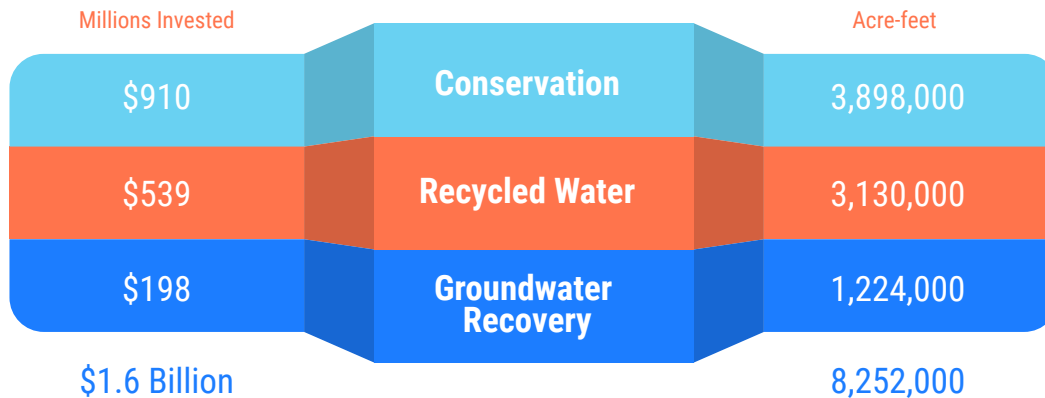 Millions Invested
Acre-feet
$910
Conservation
3,898,000
$539
Recycled Water
3,130,000
$198
Groundwater
Recovery
1,224,000
$1.6 Billion
8,252,000